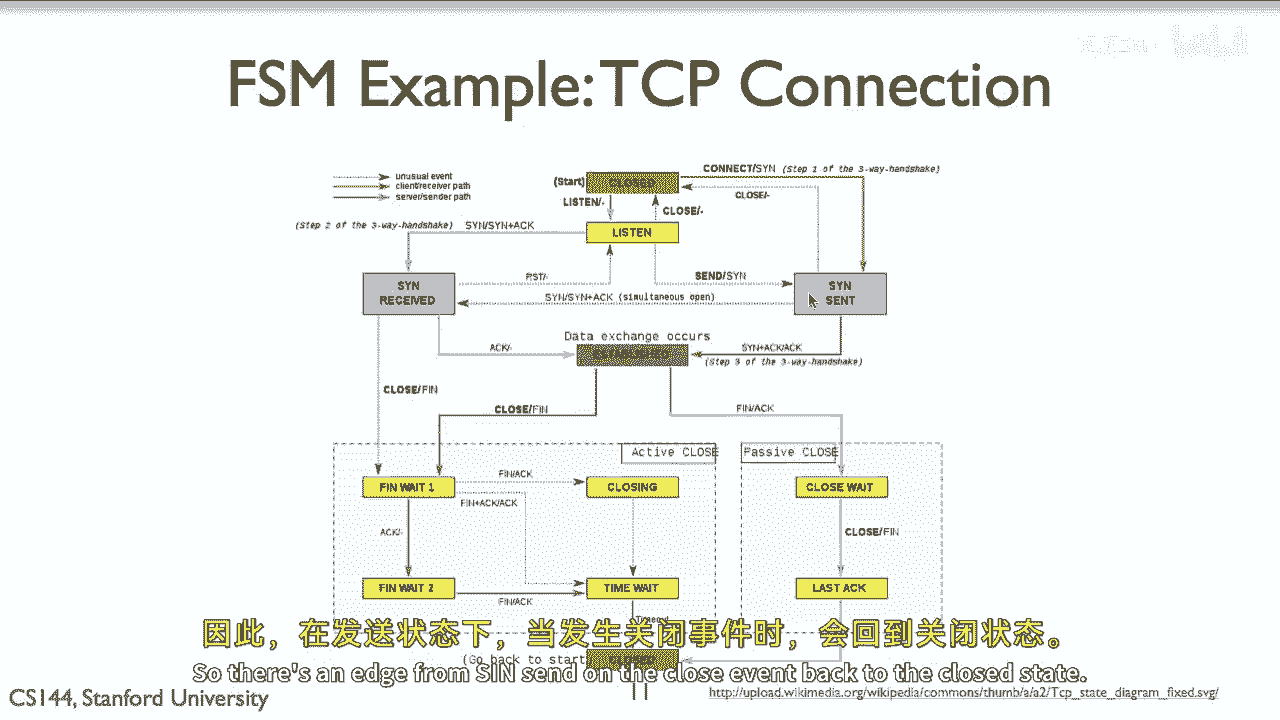 FSM Example: TCP Connection
unusual event
client/receiver path
server/sender path
(Start)
CONNECT/SYN (Step 1 of the 3-way-handshake)
CLOSE/-
LISTEN/-
CLOSE/-
(Step 2 of the 3-way-handshake) SYN/SYN+ACK
LISTEN
RST/-
SEND/SYN
SYN RECEIVED
SYN SENT
SYN/SYN+ACK (simultaneous open)
Data exchange occurs
ACK/-
SYN+ACK/ACK
(Step 3 of the 3-way-handshake)
CLOSE/FIN
CLOSE/FIN
FIN/ACK
Active CLOSE
Passive CLOSE
FIN WAIT 1
FIN/ACK
CLOSING
CLOSE WAIT
FIN+ACK/ACK
ACK/-
CLOSE/FIN
FIN WAIT 2
TIME WAIT
LAST ACK
FIN/ACK
因此，在发送状态下，当发生关闭事件时，会回到关闭状态。
(Go back to start
So there's an edge from SIN send on the close event back to the closed state.
CS144, Stanford University
11
http://upload.wikimedia.org/wikipedia/commons/thumb/a/a2/Tcp_state_diagram_fixed.svg/